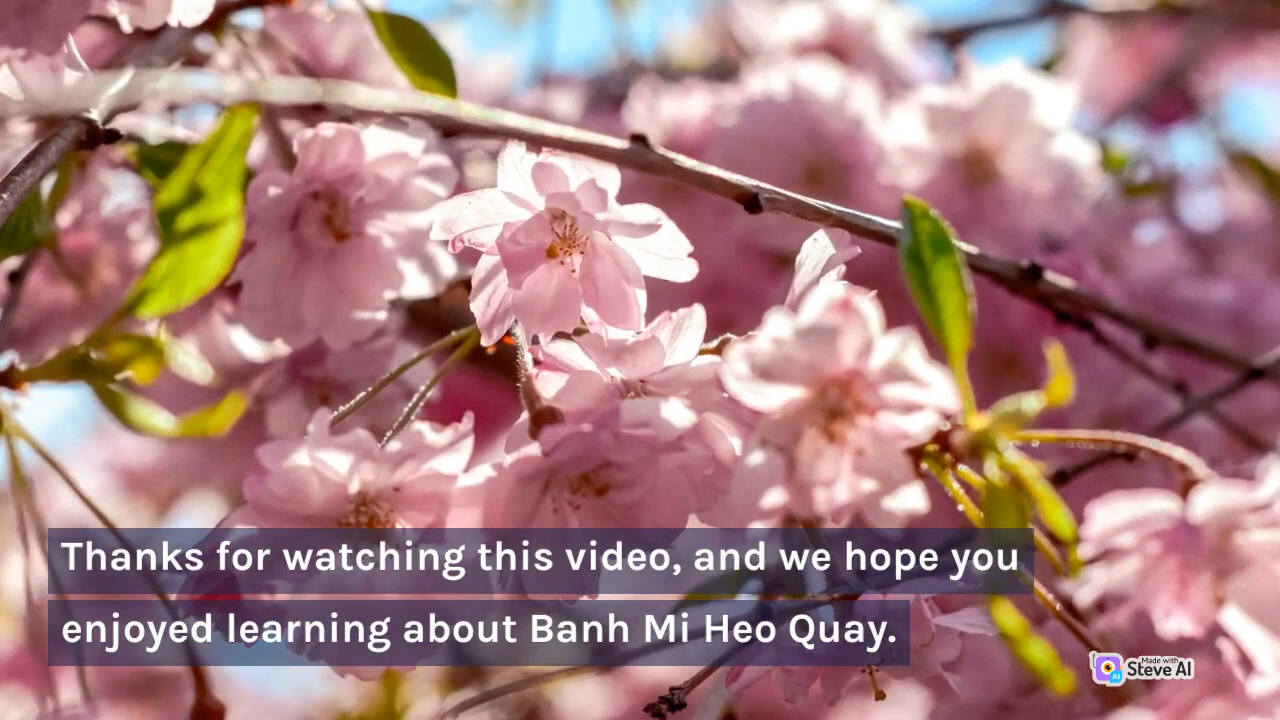 Thanks for watching this video, and we hope you
enjoyed learning about Banh Mi Heo Quay.
Made with
Steve AI
AI